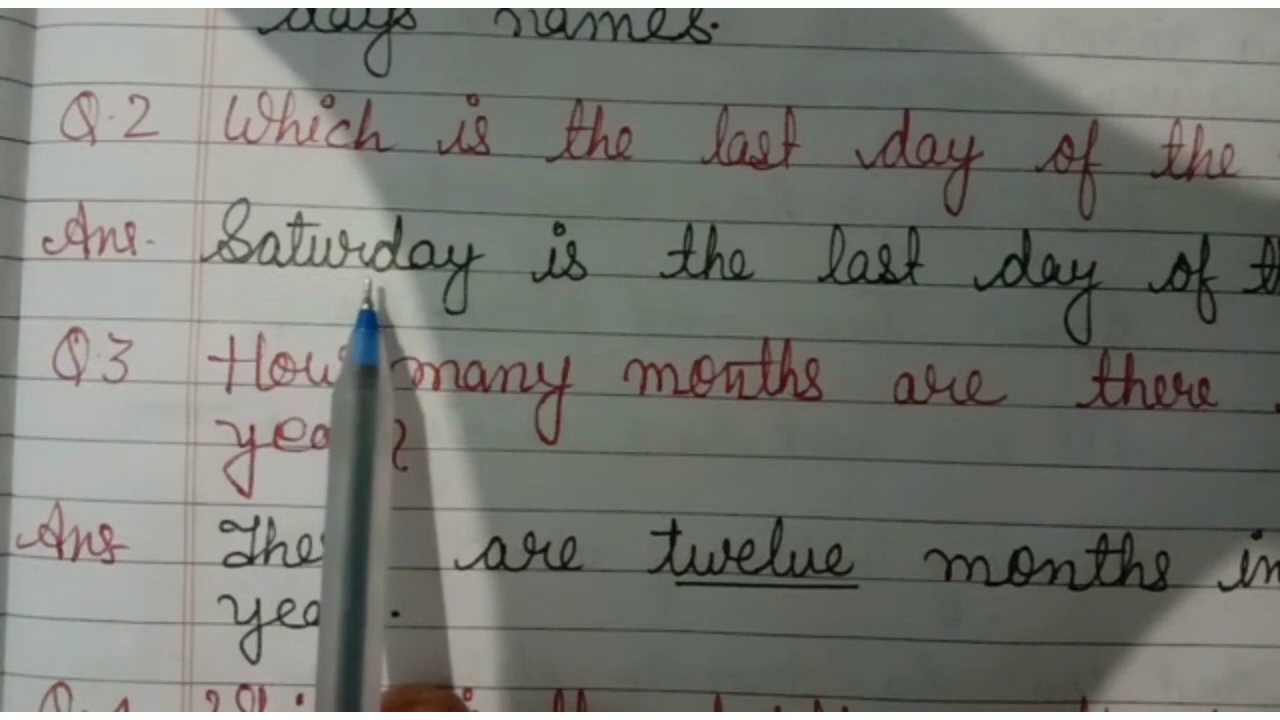 days names.
Q.2 Which is the last day of the
Ans. Saturday is the last day of
Q.3 How many months are there
year?
Ans There are twelve months in
year.